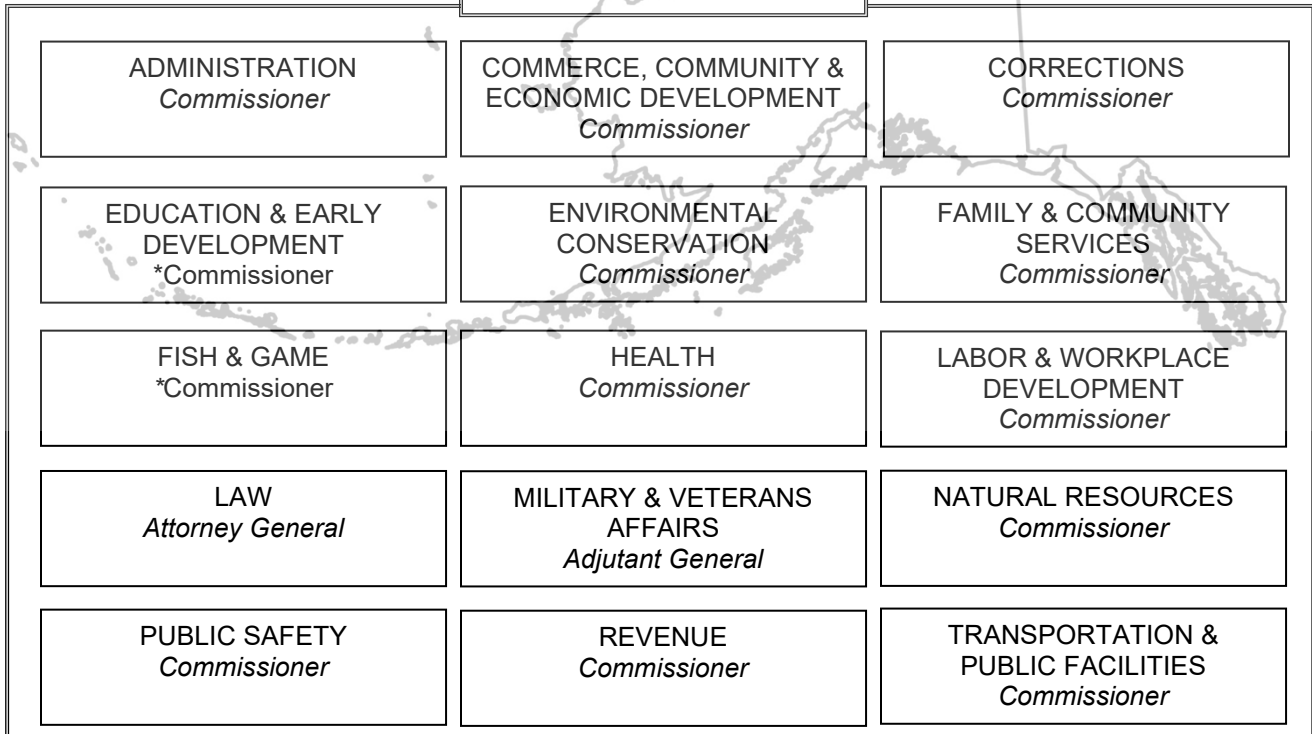 ADMINISTRATION
Commissioner
COMMERCE, COMMUNITY &
ECONOMIC DEVELOPMENT
Commissioner
CORRECTIONS
Commissioner
EDUCATION & EARLY
DEVELOPMENT
*Commissioner
ENVIRONMENTAL
CONSERVATION
Commissioner
FAMILY & COMMUNITY
SERVICES
Commissioner
FISH & GAME
*Commissioner
HEALTH
Commissioner
LABOR & WORKPLACE
DEVELOPMENT
Commissioner
LAW
Attorney General
MILITARY & VETERANS
AFFAIRS
Adjutant General
NATURAL RESOURCES
Commissioner
PUBLIC SAFETY
Commissioner
REVENUE
Commissioner
TRANSPORTATION &
PUBLIC FACILITIES
Commissioner